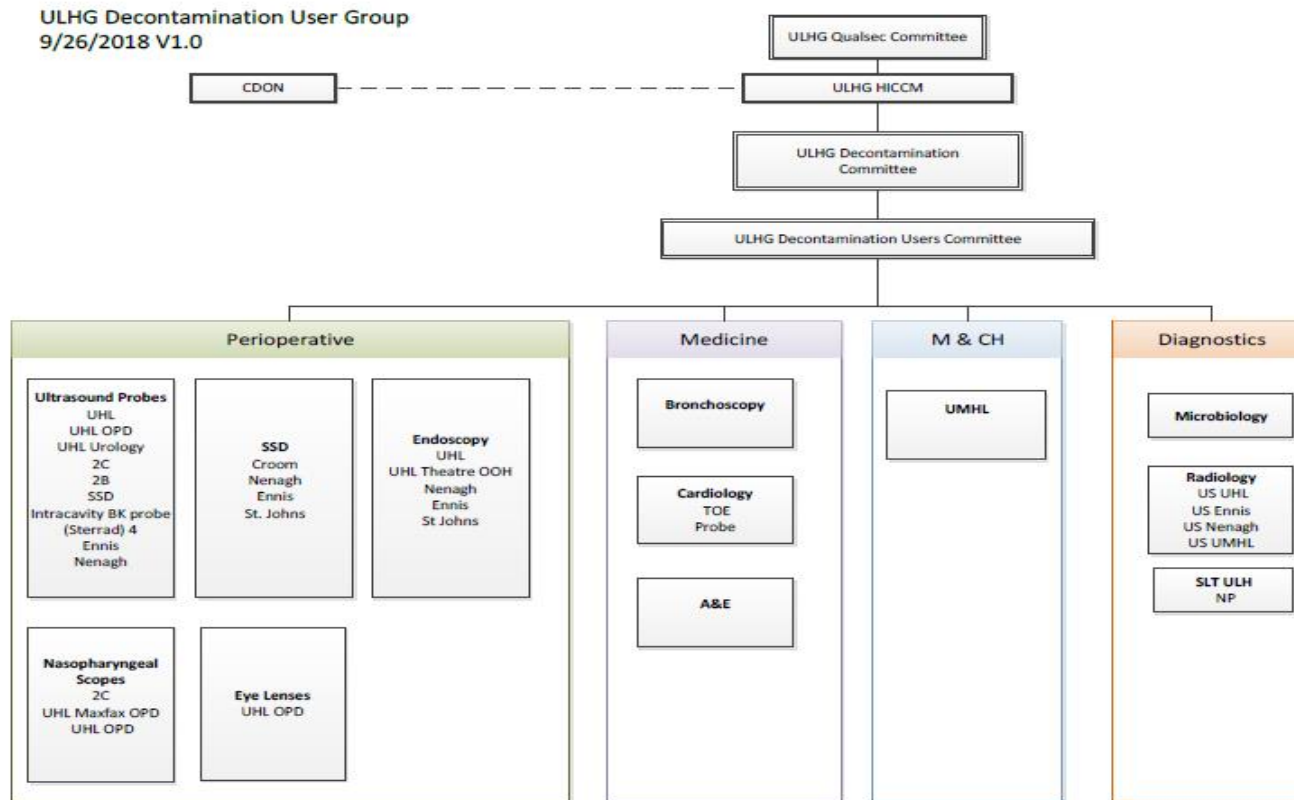 ULHG Decontamination User Group
9/26/2018 V1.0
ULHG Qualsec Committee
CDON
ULHG HICCM
ULHG Decontamination
Committee
ULHG Decontamination Users Committee
Perioperative
Ultrasound Probes
UHL
UHL OPD
UHL Urology
2C
2B
SSD
Intracavity BK probe
(Sterrad) 4
Ennis
Nenagh
SSD
Croom
Nenagh
Ennis
St. Johns
Endoscopy
UHL
UHL Theatre OOH
Nenagh
Ennis
St Johns
Nasopharyngeal
Scopes
2C
UHL Maxfax OPD
UHL OPD
Eye Lenses
UHL OPD
Medicine
Bronchoscopy
Cardiology
TOE
Probe
A&E
M & CH
UMHL
Diagnostics
Microbiology
Radiology
US UHL
US Ennis
US Nenagh
US UMHL
SLT ULH
NP